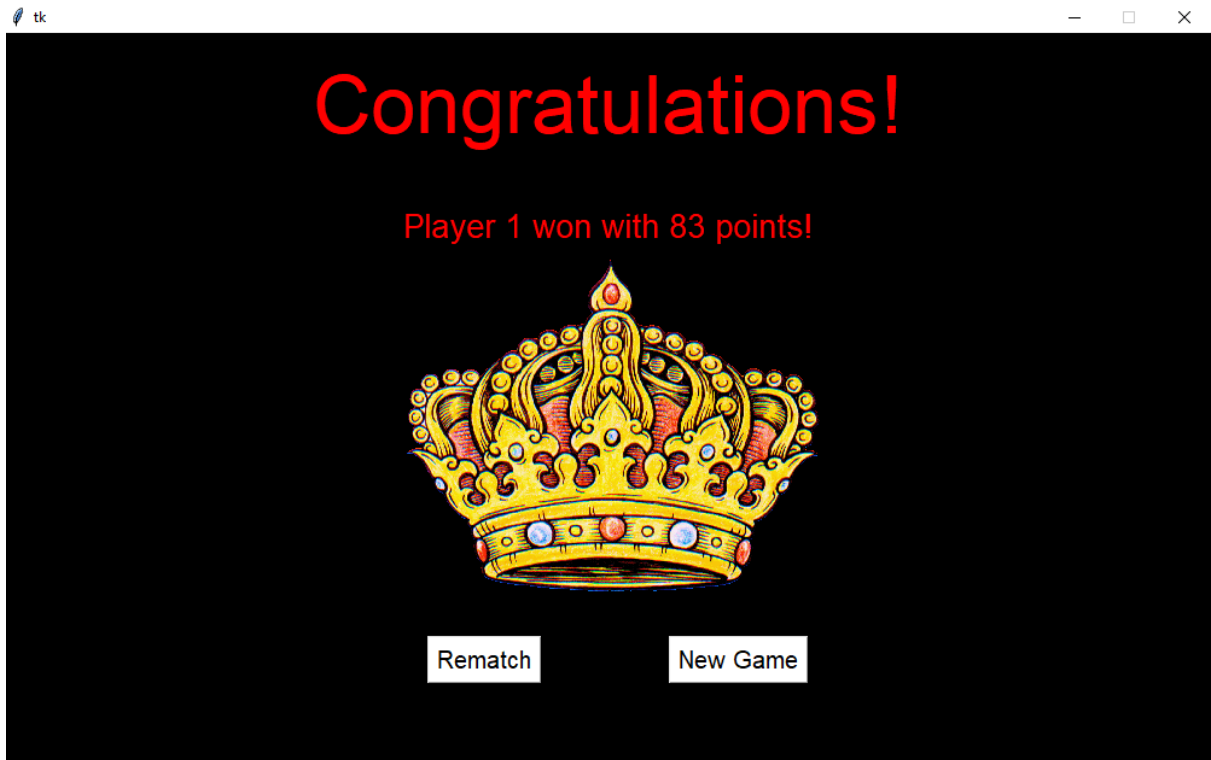 tk
Congratulations!
Player 1 won with 83 points!
Rematch
New Game